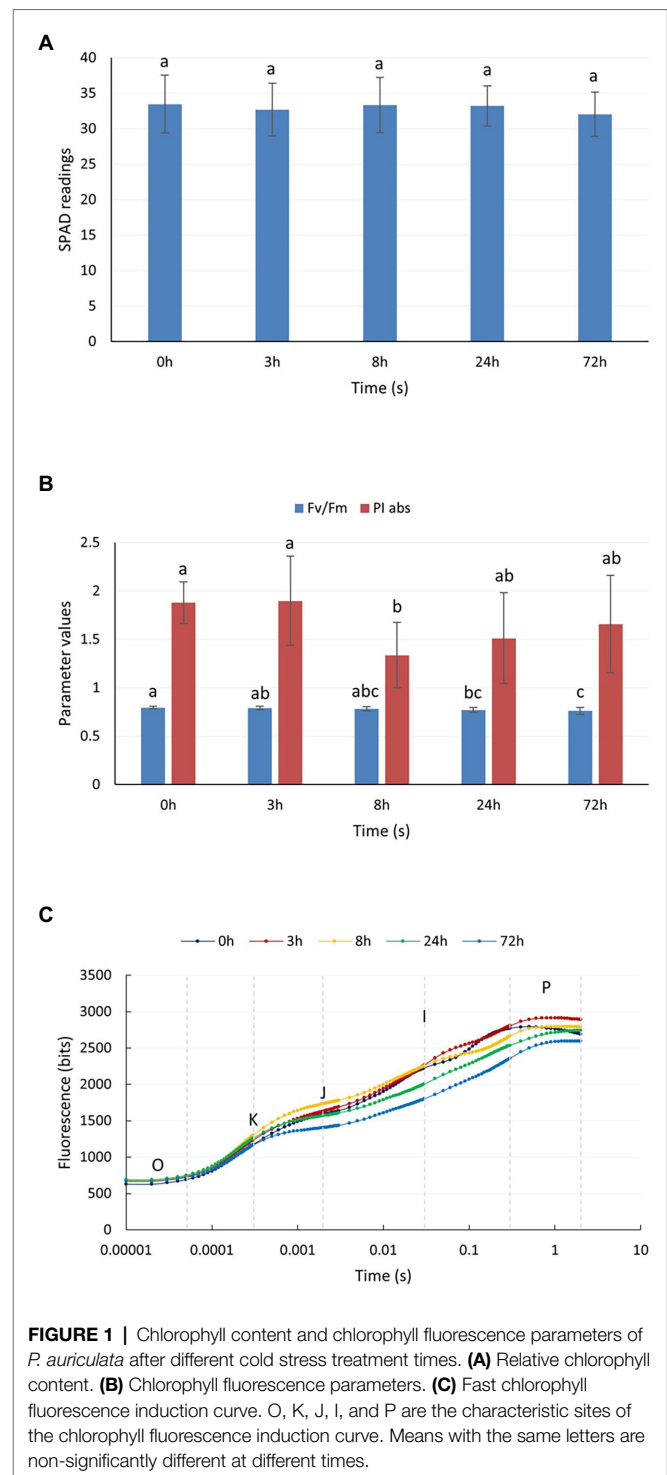 A
a a a a a
40
35
30
25
20
15
10
5
0
SPAD readings
0h 3h 8h 24h 72h
Time (s)
B
Fv/Fm PI abs
2.5
2
1.5
1
0.5
0
Parameter values
a a b ab ab
a ab abc bc c
0h 3h 8h 24h 72h
Time (s)
C
0h 3h 8h 24h 72h
3500
3000
2500
2000
1500
1000
500
0
Fluorescence (bits)
O K J I P
0.00001 0.0001 0.001 0.01 0.1 1 10
Time (s)
FIGURE 1 | Chlorophyll content and chlorophyll fluorescence parameters of
P. auriculata after different cold stress treatment times. (A) Relative chlorophyll
content. (B) Chlorophyll fluorescence parameters. (C) Fast chlorophyll
fluorescence induction curve. O, K, J, I, and P are the characteristic sites of
the chlorophyll fluorescence induction curve. Means with the same letters are
non-significantly different at different times.